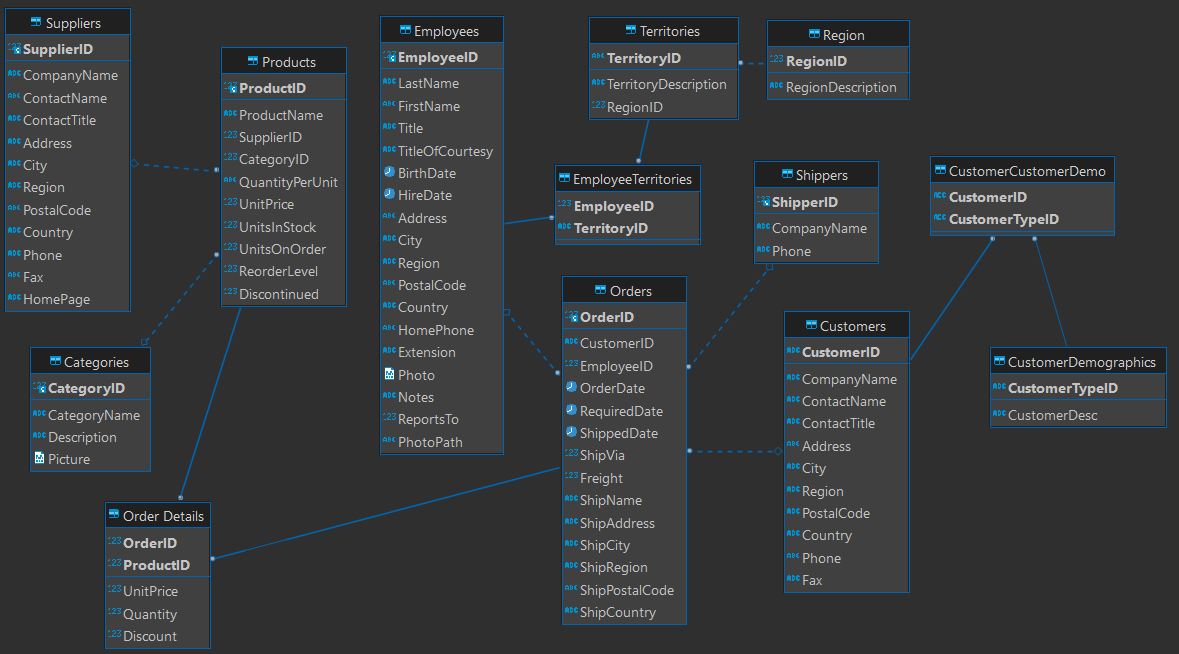 Suppliers
SupplierID
CompanyName
ContactName
ContactTitle
Address
City
Region
PostalCode
Country
Phone
Fax
HomePage
Products
ProductID
ProductName
SupplierID
CategoryID
QuantityPerUnit
UnitPrice
UnitsInStock
UnitsOnOrder
ReorderLevel
Discontinued
Categories
CategoryID
CategoryName
Description
Picture
Order Details
OrderID
ProductID
UnitPrice
Quantity
Discount
Employees
EmployeeID
LastName
FirstName
Title
TitleOfCourtesy
BirthDate
HireDate
Address
City
Region
PostalCode
Country
HomePhone
Extension
Photo
Notes
ReportsTo
PhotoPath
Territories
TerritoryID
TerritoryDescription
RegionID
Region
RegionID
RegionDescription
EmployeeTerritories
EmployeeID
TerritoryID
Shippers
ShipperID
CompanyName
Phone
Orders
OrderID
CustomerID
EmployeeID
OrderDate
RequiredDate
ShippedDate
ShipVia
Freight
ShipName
ShipAddress
ShipCity
ShipRegion
ShipPostalCode
ShipCountry
Customers
CustomerID
CompanyName
ContactName
ContactTitle
Address
City
Region
PostalCode
Country
Phone
Fax
CustomerCustomerDemo
CustomerID
CustomerTypeID
CustomerDemographics
CustomerTypeID
CustomerDesc